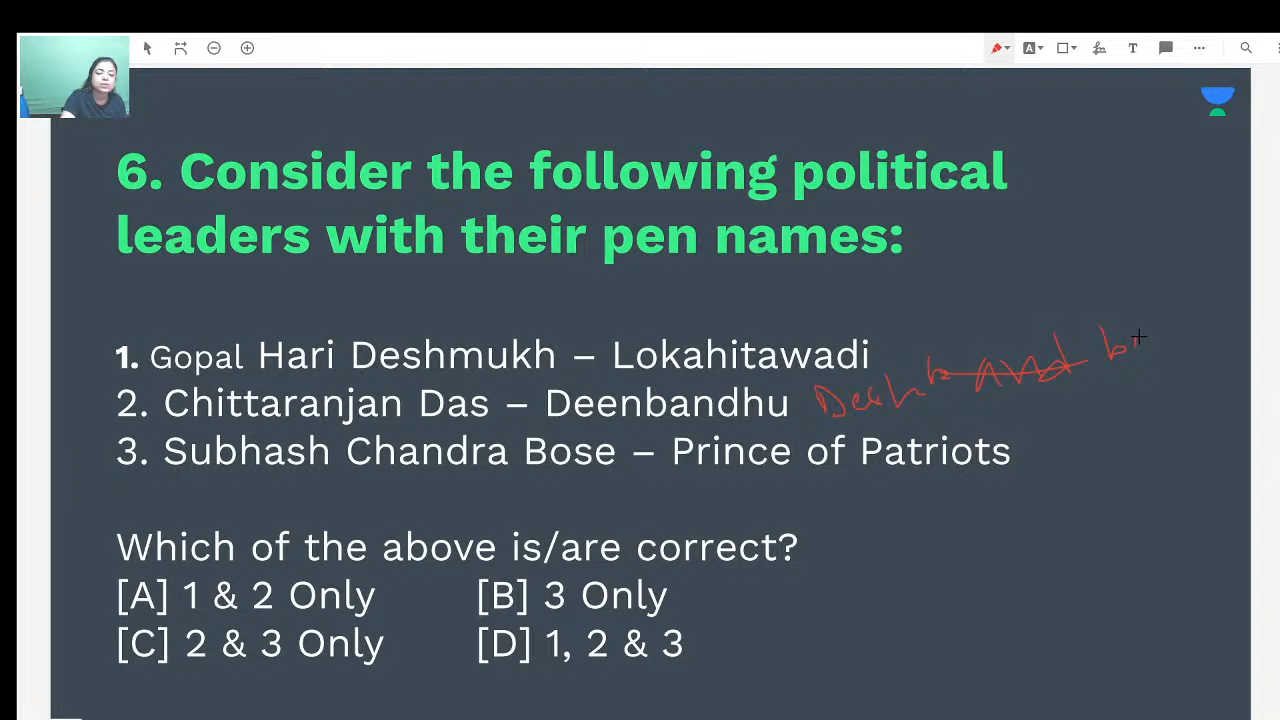 6. Consider the following political
leaders with their pen names:
1. Gopal Hari Deshmukh – Lokahitawadi
2. Chittaranjan Das – Deenbandhu
3. Subhash Chandra Bose – Prince of Patriots
Which of the above is/are correct?
[A] 1 & 2 Only [B] 3 Only
[C] 2 & 3 Only [D] 1, 2 & 3